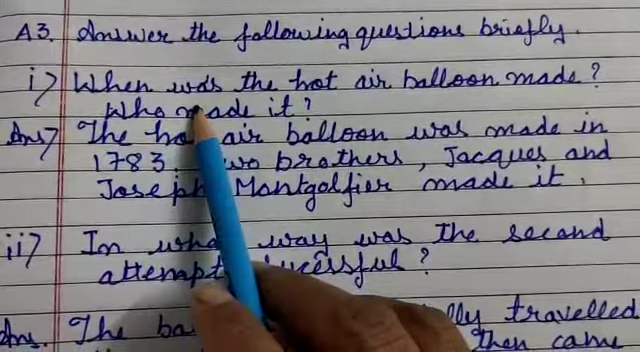 A3. Answer the following questions briefly.
i) When was the hot air balloon made?
Who made it?
Ans) The air balloon was made in
1783. brothers, Jacques and
Joseph Montgolfier made it.
ii) In way was the second
attempt sucessful?
Ans. The travelled
then came